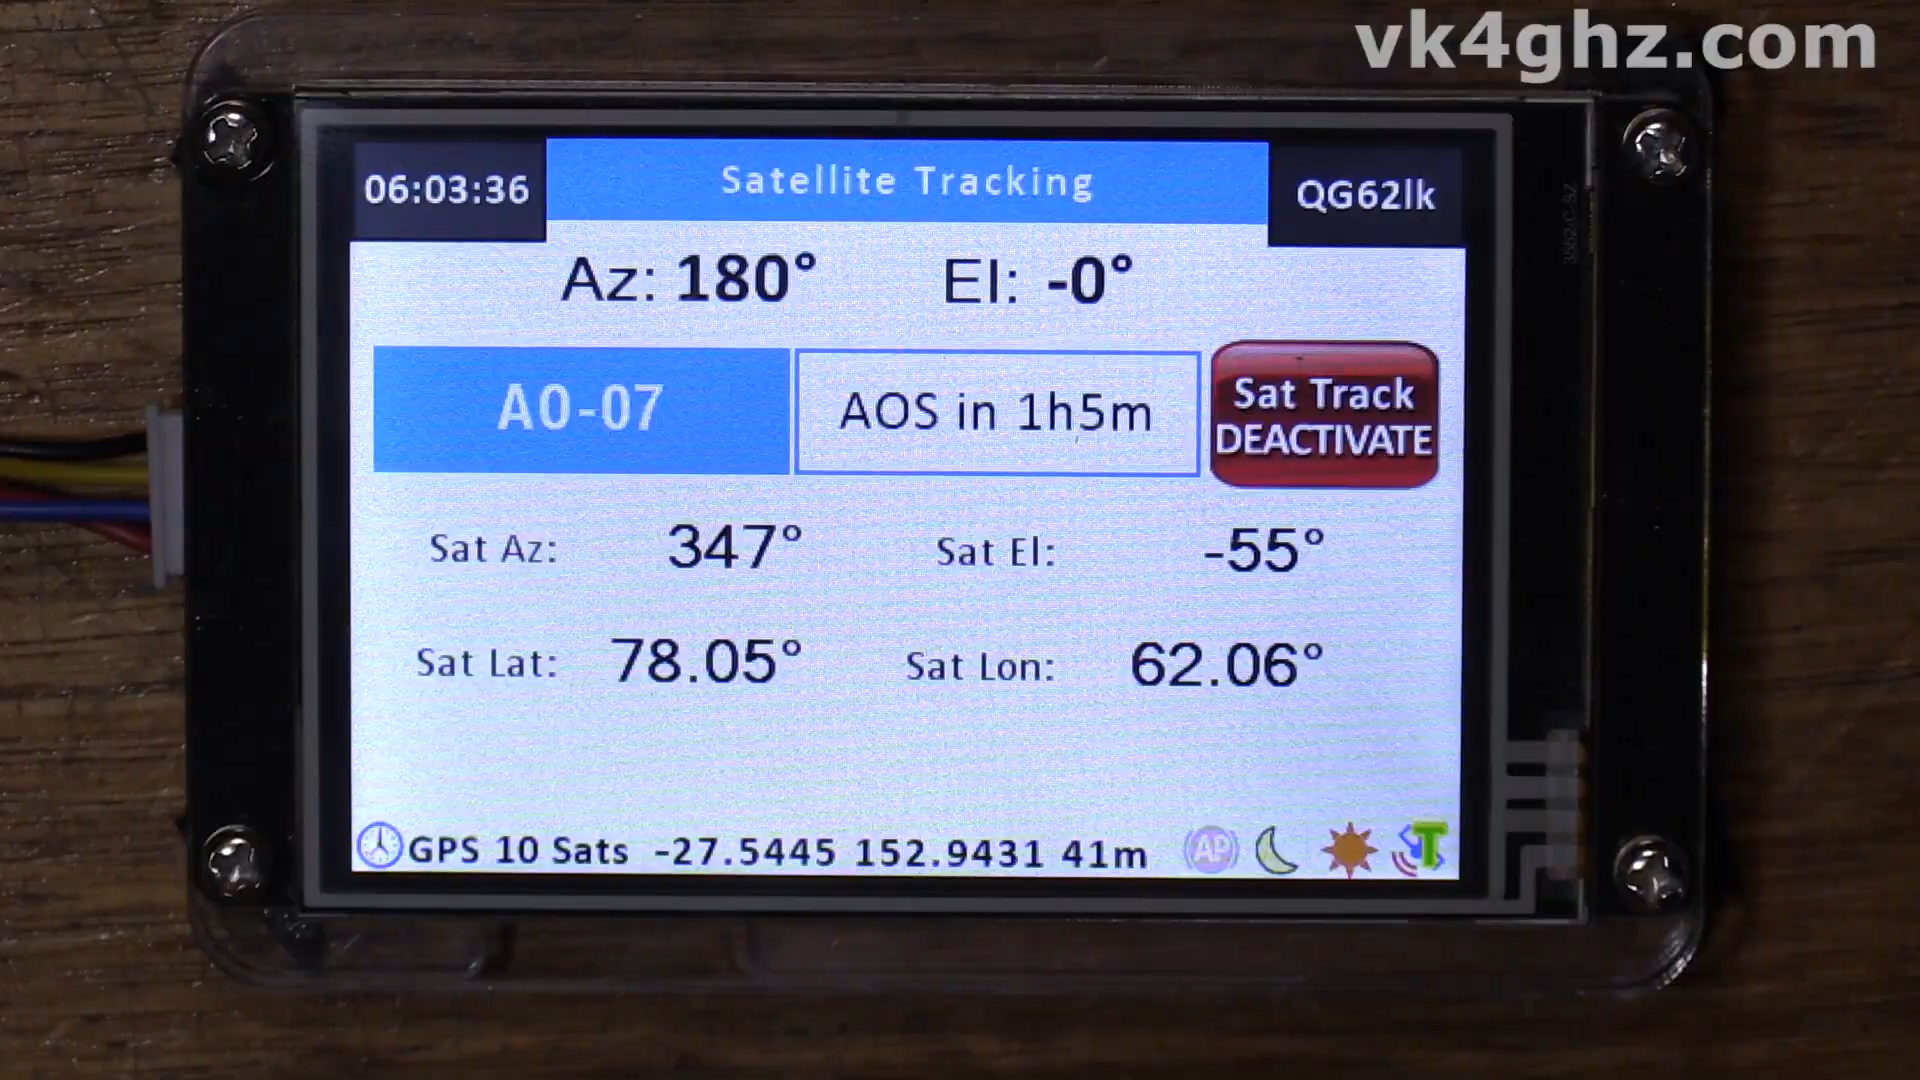 vk4ghz.com
06:03:36
Satellite Tracking
QG62lk
Az: 180° El: -0°
AO-07
AOS in 1h5m
Sat Track
DEACTIVATE
Sat Az: 347° Sat El: -55°
Sat Lat: 78.05° Sat Lon: 62.06°
GPS 10 Sats -27.5445 152.9431 41m
AP
T